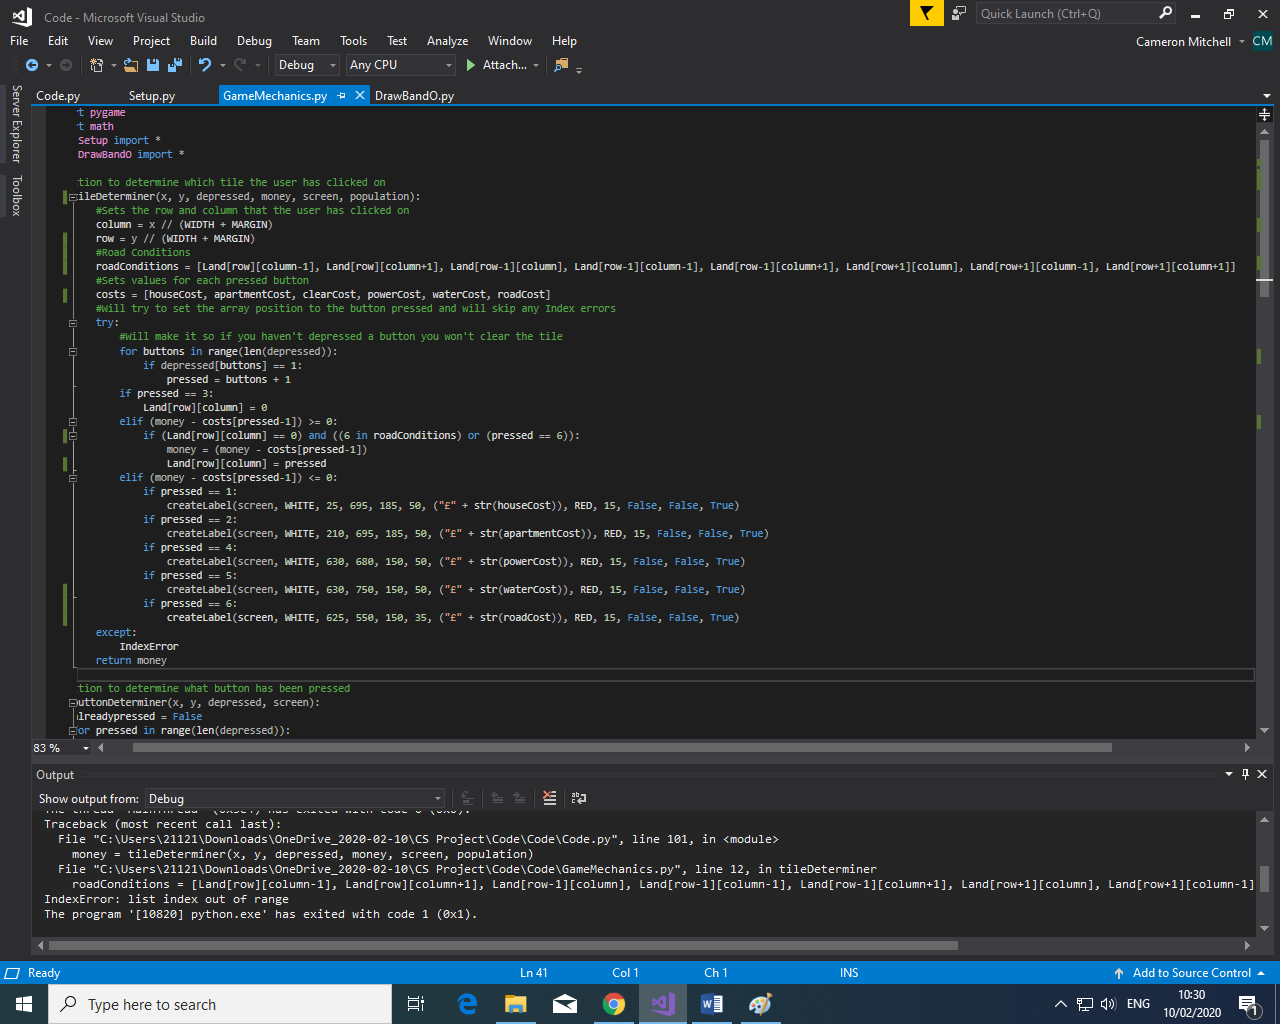 Code - Microsoft Visual Studio
Quick Launch (Ctrl+Q)
File Edit View Project Build Debug Team Tools Test Analyze Window Help
Cameron Mitchell CM
Debug Any CPU Attach...
Server Explorer
Toolbox
Code.py Setup.py GameMechanics.py DrawBandO.py
t pygame
t math
Setup import *
DrawBandO import *
tion to determine which tile the user has clicked on
ileDeterminer(x, y, depressed, money, screen, population):
#Sets the row and column that the user has clicked on
column = x // (WIDTH + MARGIN)
row = y // (WIDTH + MARGIN)
#Road Conditions
roadConditions = [Land[row][column-1], Land[row][column+1], Land[row-1][column], Land[row-1][column-1], Land[row-1][column+1], Land[row+1][column], Land[row+1][column-1], Land[row+1][column+1]]
#Sets values for each pressed button
costs = [houseCost, apartmentCost, clearCost, powerCost, waterCost, roadCost]
#Will try to set the array position to the button pressed and will skip any Index errors
try:
#Will make it so if you haven't depressed a button you won't clear the tile
for buttons in range(len(depressed)):
if depressed[buttons] == 1:
pressed = buttons + 1
if pressed == 3:
Land[row][column] = 0
elif (money - costs[pressed-1]) >= 0:
if (Land[row][column] == 0) and ((6 in roadConditions) or (pressed == 6)):
money = (money - costs[pressed-1])
Land[row][column] = pressed
elif (money - costs[pressed-1]) <= 0:
if pressed == 1:
createLabel(screen, WHITE, 25, 695, 185, 50, ("£" + str(houseCost)), RED, 15, False, False, True)
if pressed == 2:
createLabel(screen, WHITE, 210, 695, 185, 50, ("£" + str(apartmentCost)), RED, 15, False, False, True)
if pressed == 4:
createLabel(screen, WHITE, 630, 680, 150, 50, ("£" + str(powerCost)), RED, 15, False, False, True)
if pressed == 5:
createLabel(screen, WHITE, 630, 750, 150, 50, ("£" + str(waterCost)), RED, 15, False, False, True)
if pressed == 6:
createLabel(screen, WHITE, 625, 550, 150, 35, ("£" + str(roadCost)), RED, 15, False, False, True)
except:
IndexError
return money
tion to determine what button has been pressed
uttonDeterminer(x, y, depressed, screen):
lreadypressed = False
or pressed in range(len(depressed)):
83 %
Output
Show output from: Debug
Traceback (most recent call last):
File "C:\Users\21121\Downloads\OneDrive_2020-02-10\CS Project\Code\Code\Code.py", line 101, in <module>
money = tileDeterminer(x, y, depressed, money, screen, population)
File "C:\Users\21121\Downloads\OneDrive_2020-02-10\CS Project\Code\Code\GameMechanics.py", line 12, in tileDeterminer
roadConditions = [Land[row][column-1], Land[row][column+1], Land[row-1][column], Land[row-1][column-1], Land[row-1][column+1], Land[row+1][column], Land[row+1][column-1]
IndexError: list index out of range
The program '[10820] python.exe' has exited with code 1 (0x1).
Ready Ln 41 Col 1 Ch 1 INS Add to Source Control
Type here to search
ENG
10:30
10/02/2020
1